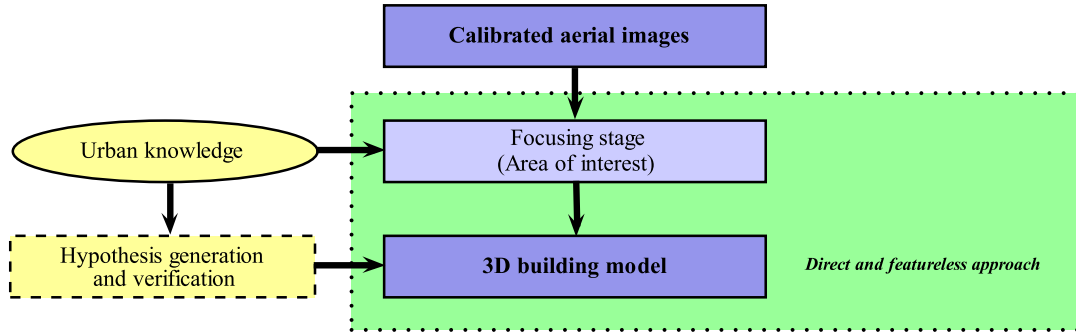 Calibrated aerial images
Urban knowledge
Focusing stage
(Area of interest)
Hypothesis generation
and verification
3D building model
Direct and featureless approach